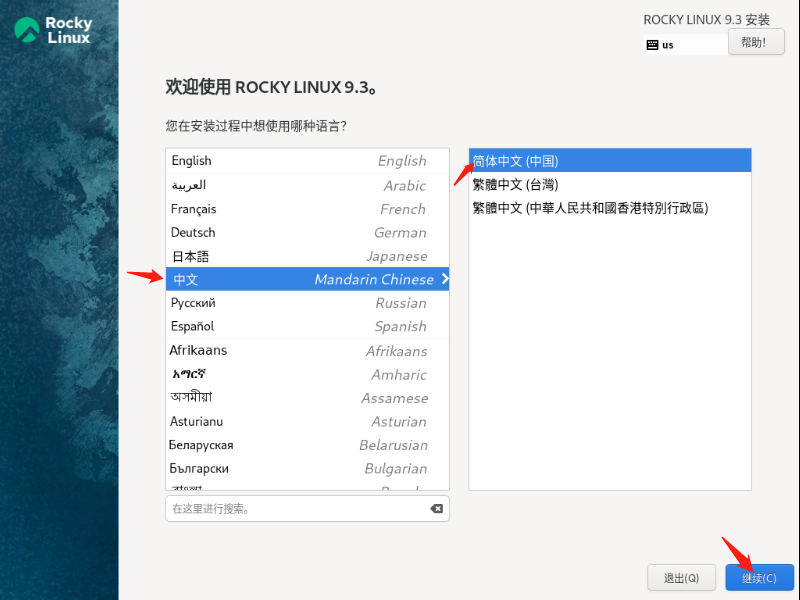 Rocky
Linux
ROCKY LINUX 9.3 安装
us
帮助!
欢迎使用 ROCKY LINUX 9.3。
您在安装过程中想使用哪种语言?
English English
العربية Arabic
Français French
Deutsch German
日本語 Japanese
中文 Mandarin Chinese
Русский Russian
Español Spanish
Afrikaans Afrikaans
አማርኛ Amharic
অসমীয়া Assamese
Asturianu Asturian
Беларуская Belarusian
Български Bulgarian
简体中文 (中国)
繁體中文 (台灣)
繁體中文 (中華人民共和國香港特別行政區)
在这里进行搜索。
退出(Q)
继续(C)